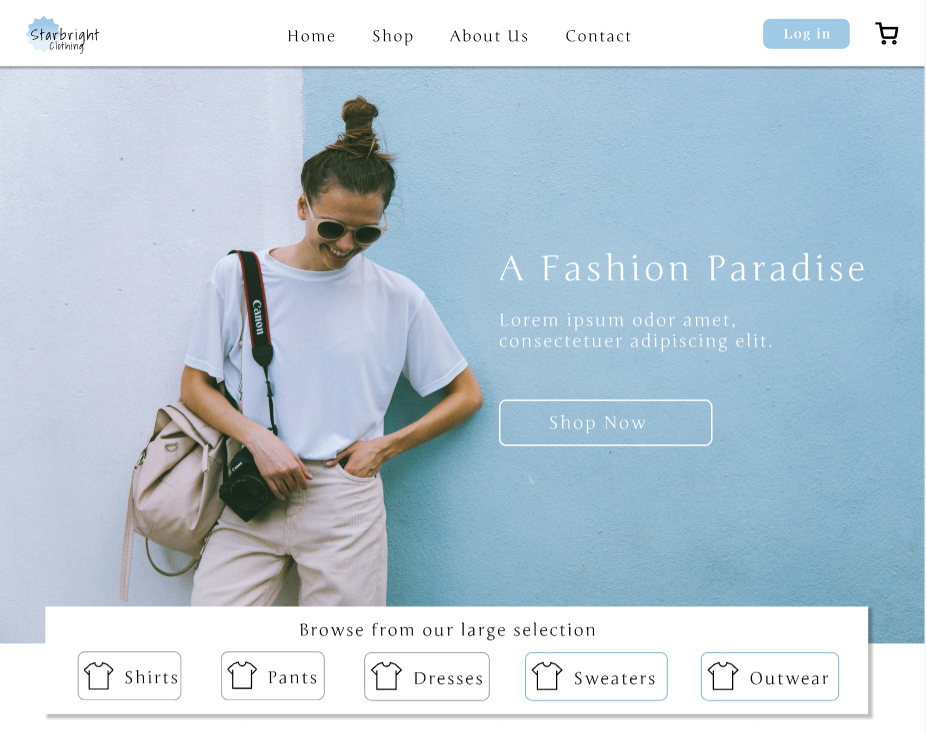 Starbright
Clothing
Home
Shop
About Us
Contact
Log in
A Fashion Paradise
Canon
Lorem ipsum odor amet,
consectetuer adipiscing elit.
Shop Now
Canon
Browse from our large selection
Shirts
Pants
Dresses
Sweaters
Outwear